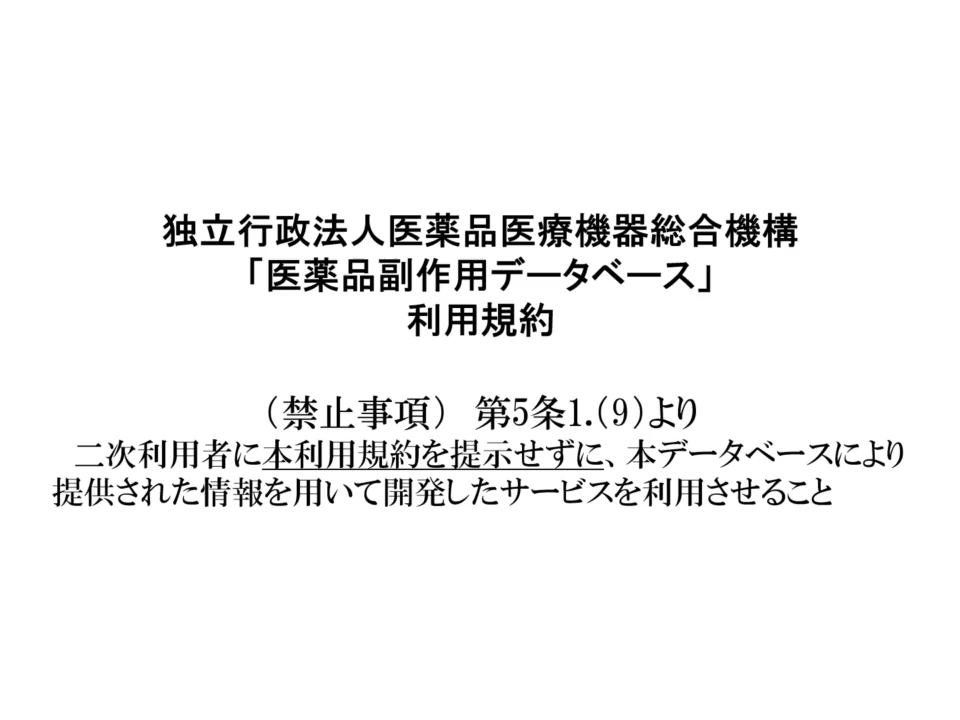 独立行政法人医薬品医療機器総合機構
「医薬品副作用データベース」
利用規約
（禁止事項）　第5条1.（9）より
二次利用者に本利用規約を提示せずに、本データベースにより
提供された情報を用いて開発したサービスを利用させること